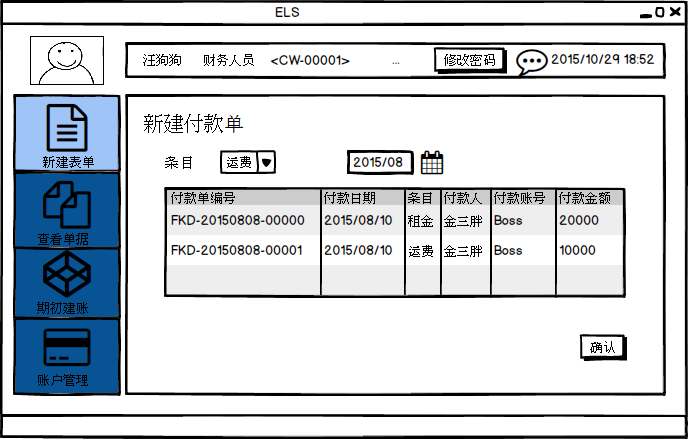 ELS
汪狗狗 财务人员 <CW-00001> ... 修改密码 2015/10/29 18:52
新建表单
查看单据
期初建账
账户管理
新建付款单
条目 运费 2015/08
付款单编号 付款日期 条目 付款人 付款账号 付款金额
FKD-20150808-00000 2015/08/10 租金 金三胖 Boss 20000
FKD-20150808-00001 2015/08/10 运费 金三胖 Boss 10000
确认